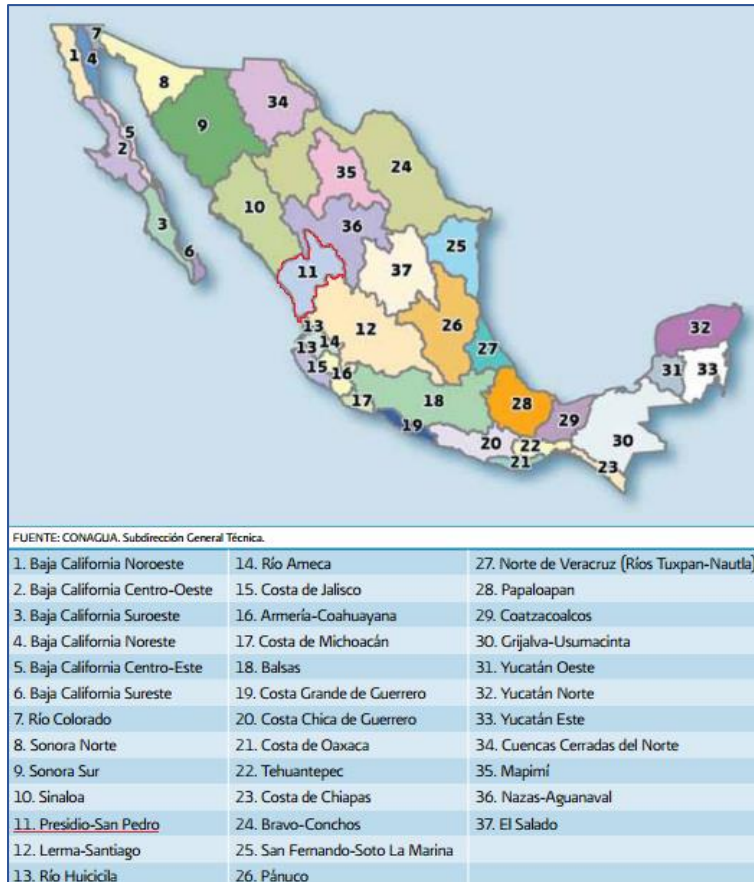 7
1
4
8
34
9
5
2
35
24
10
36
3
6
11
37
25
13
12
26
32
13
14
27
15
16
31
33
17
18
28
29
19
20
22
30
21
23
FUENTE: CONAGUA. Subdirección General Técnica.
1. Baja California Noroeste
2. Baja California Centro-Oeste
3. Baja California Suroeste
4. Baja California Noreste
5. Baja California Centro-Este
6. Baja California Sureste
7. Río Colorado
8. Sonora Norte
9. Sonora Sur
10. Sinaloa
11. Presidio-San Pedro
12. Lerma-Santiago
13. Río Huicicila
14. Río Ameca
15. Costa de Jalisco
16. Armería-Coahuayana
17. Costa de Michoacán
18. Balsas
19. Costa Grande de Guerrero
20. Costa Chica de Guerrero
21. Costa de Oaxaca
22. Tehuantepec
23. Costa de Chiapas
24. Bravo-Conchos
25. San Fernando-Soto La Marina
26. Pánuco
27. Norte de Veracruz (Ríos Tuxpan-Nautla)
28. Papaloapan
29. Coatzacoalcos
30. Grijalva-Usumacinta
31. Yucatán Oeste
32. Yucatán Norte
33. Yucatán Este
34. Cuencas Cerradas del Norte
35. Mapimí
36. Nazas-Aguanaval
37. El Salado